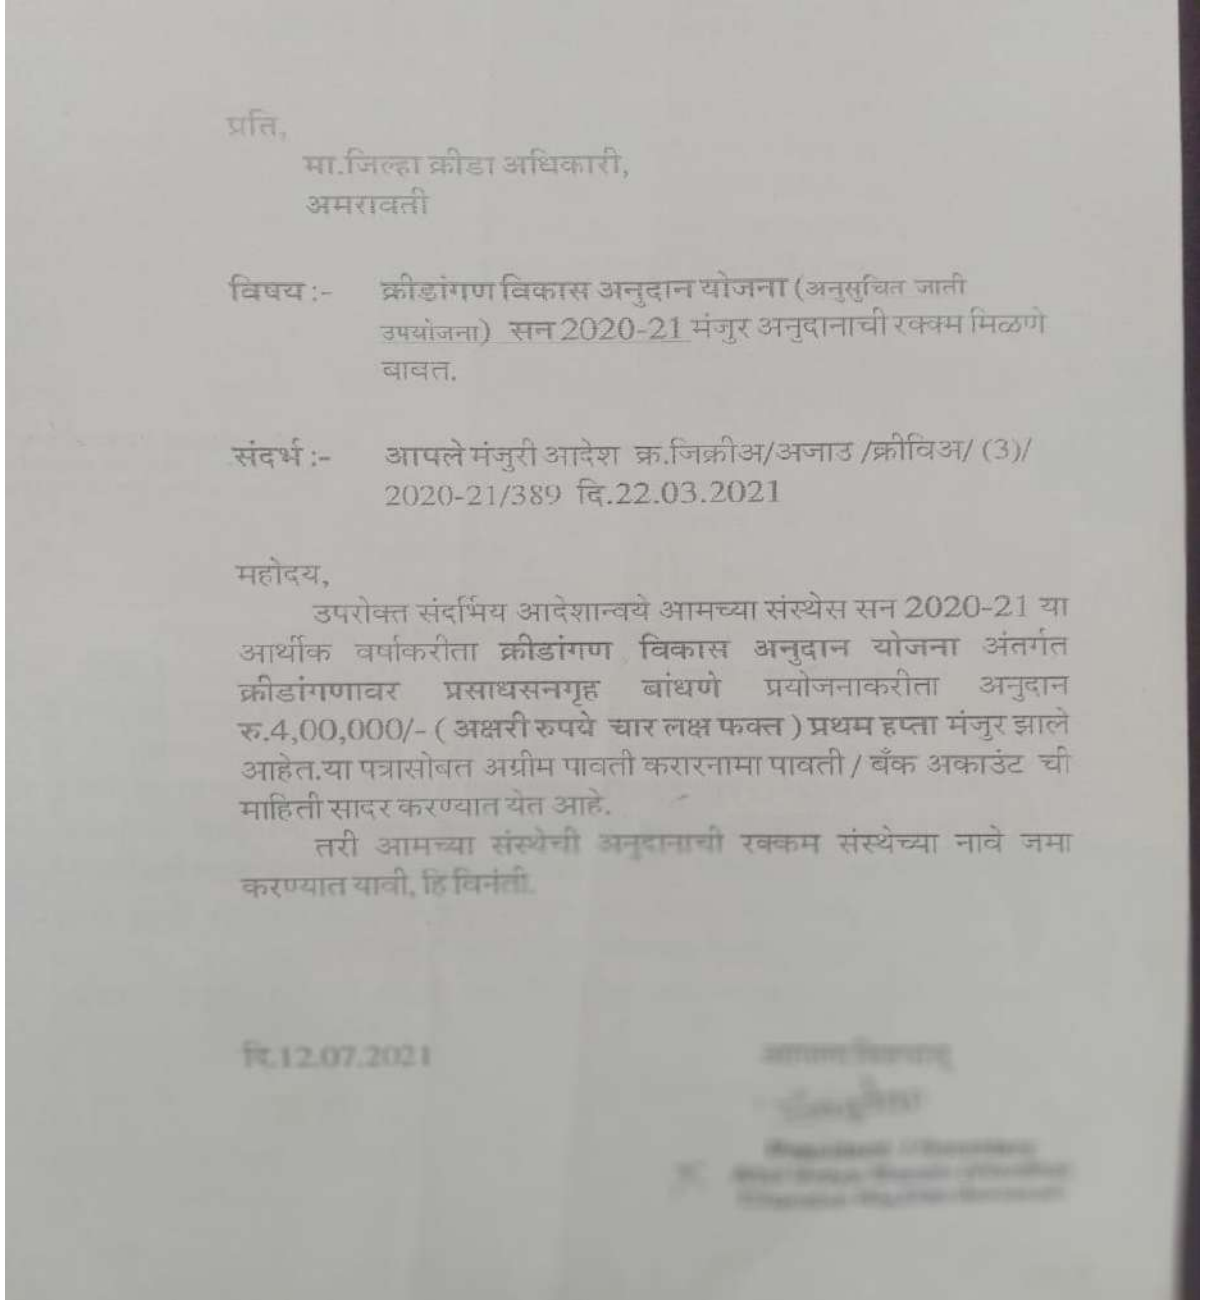 प्रति,
मा.जिल्हा क्रीडा अधिकारी,
अमरावती
विषय :- क्रीडांगण विकास अनुदान योजना (अनुसुचित जाती
उपयोजना) सन 2020-21 मंजुर अनुदानाची रक्कम मिळणे
बाबत.
संदर्भ :- आपले मंजुरी आदेश क्र.जिक्रीअ/अजाउ /क्रीविअ/ (3)/
2020-21/389 दि.22.03.2021
महोदय,
उपरोक्त संदर्भिय आदेशान्वये आमच्या संस्थेस सन 2020-21 या
आर्थीक वर्षाकरीता क्रीडांगण विकास अनुदान योजना अंतर्गत
क्रीडांगणावर प्रसाधसनगृह बांधणे प्रयोजनाकरीता अनुदान
रु.4,00,000/- ( अक्षरी रुपये चार लक्ष फक्त ) प्रथम हप्ता मंजुर झाले
आहेत.या पत्रासोबत अग्रीम पावती करारनामा पावती / बँक अकाउंट ची
माहिती सादर करण्यात येत आहे.
तरी आमच्या संस्थेची अनुदानाची रक्कम संस्थेच्या नावे जमा
करण्यात यावी, हि विनंती.
दि.12.07.2021